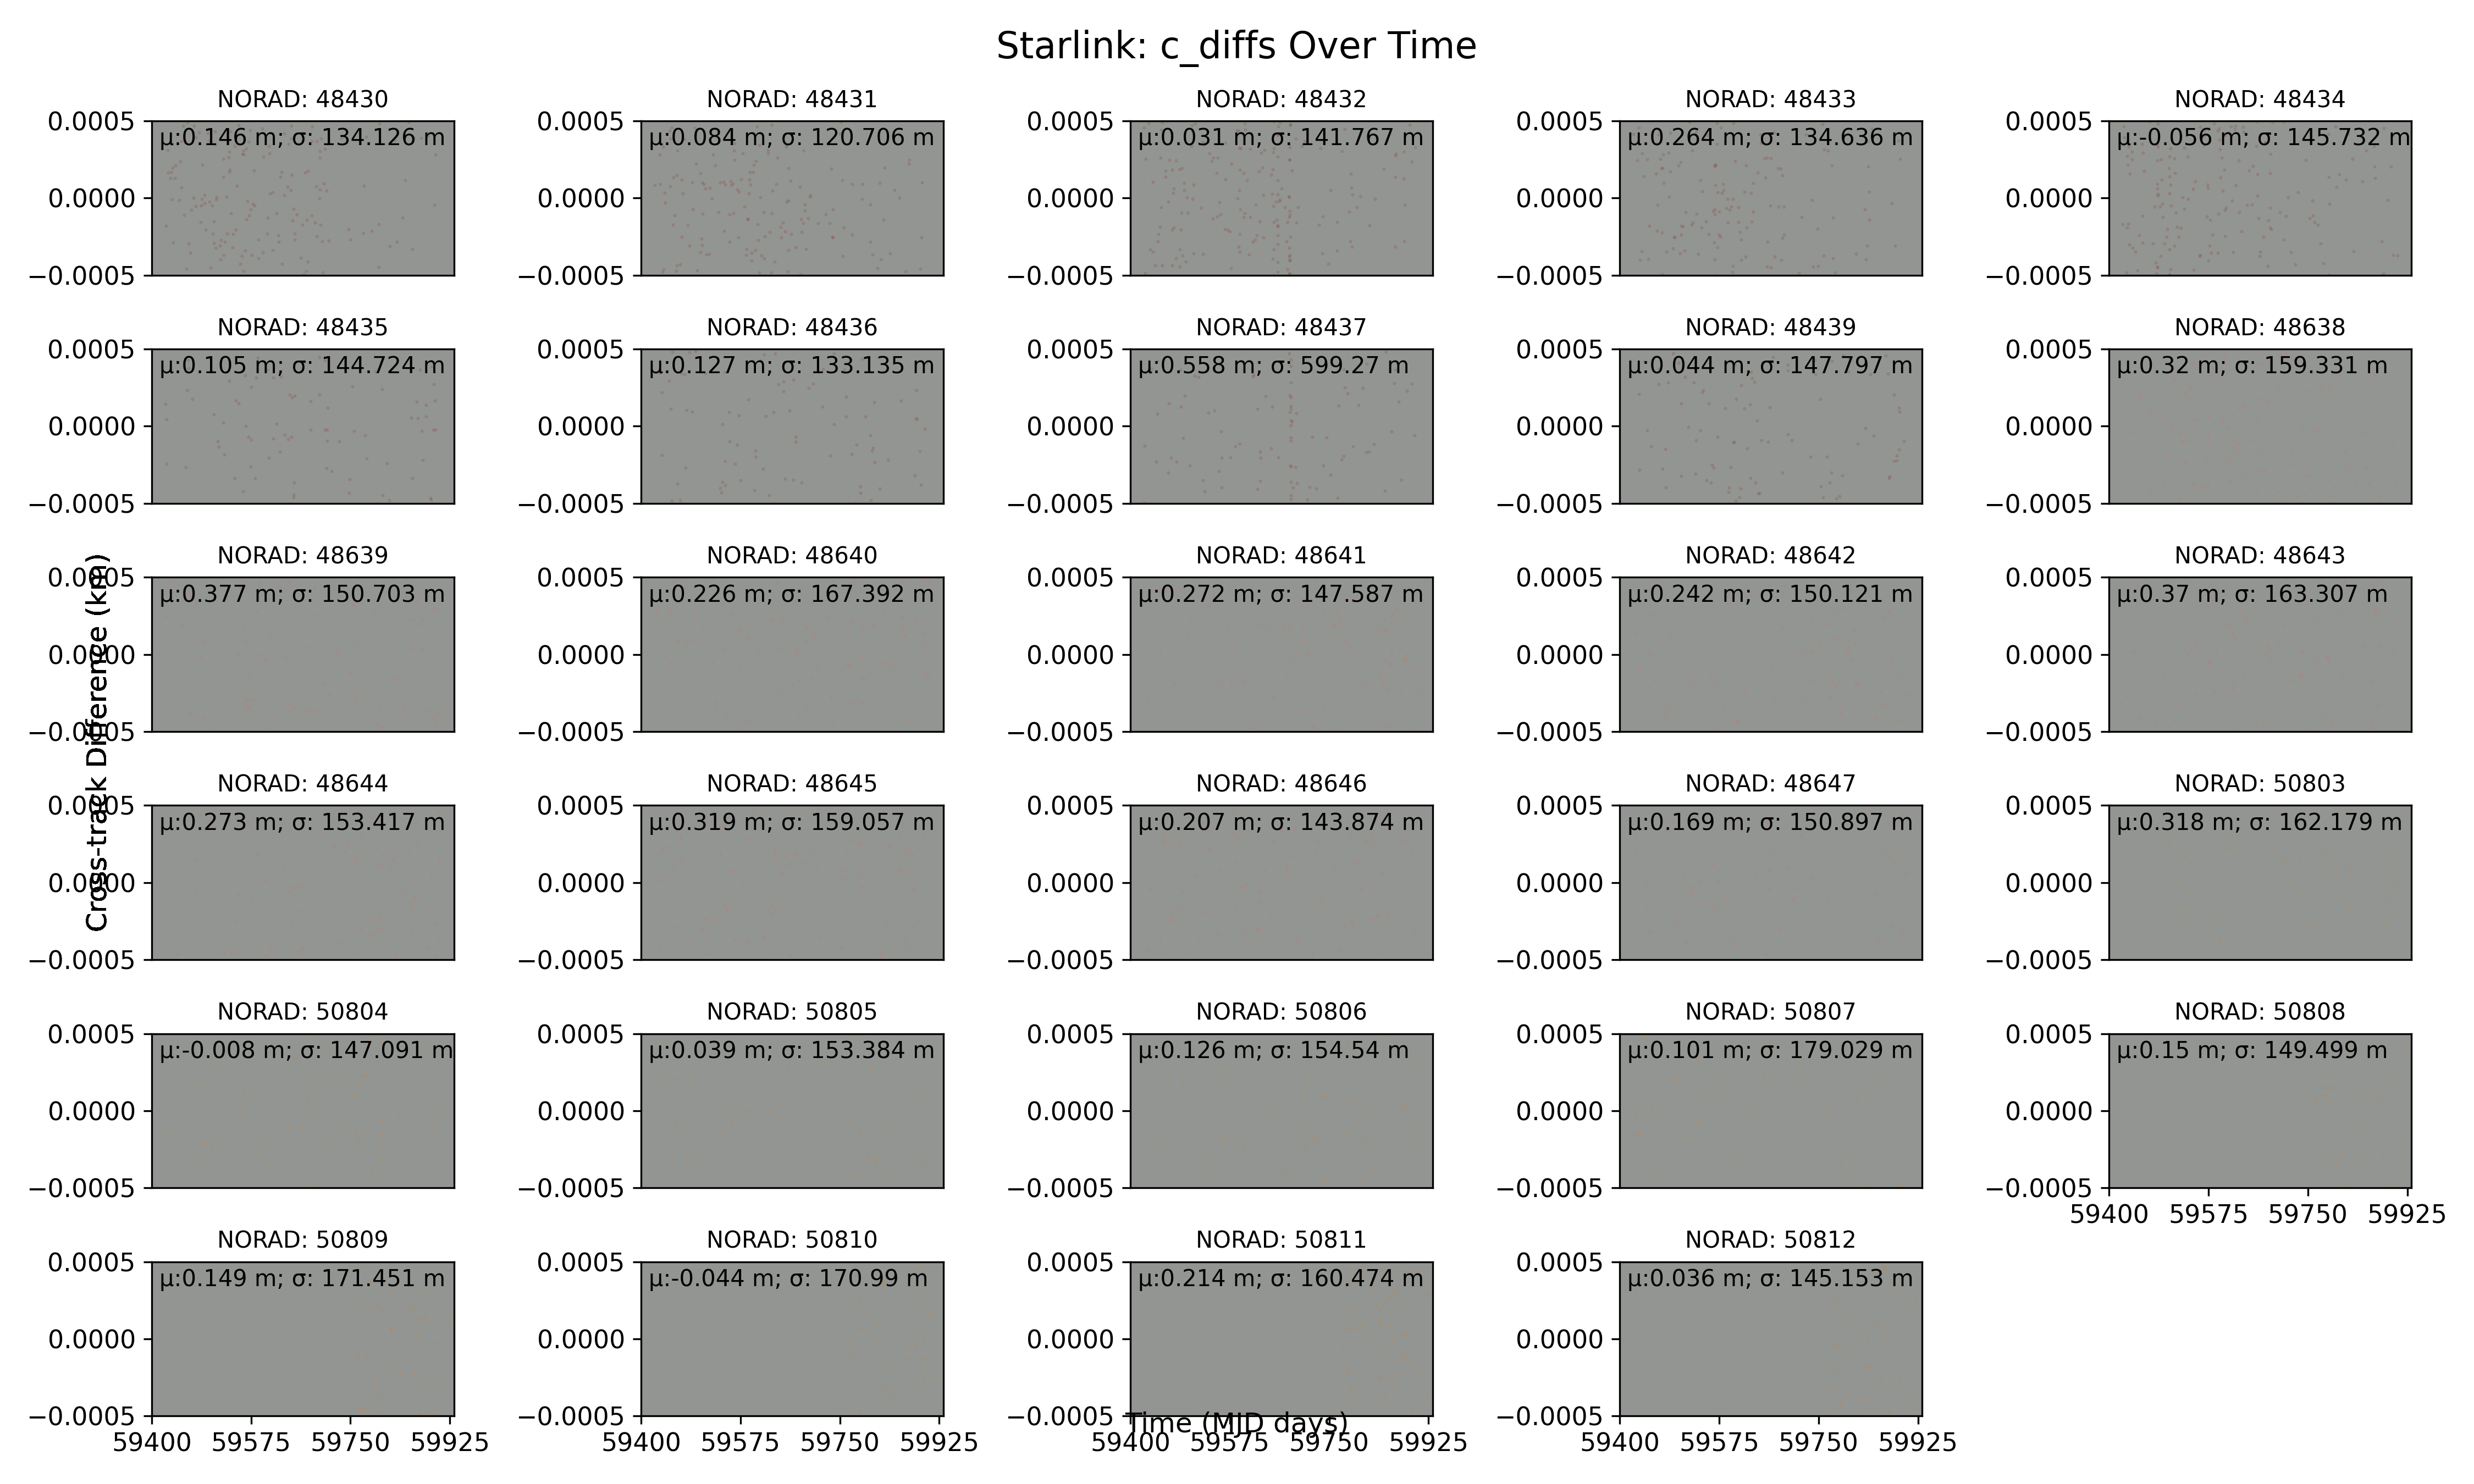 Starlink: c_diffs Over Time
NORAD: 48430 NORAD: 48431 NORAD: 48432 NORAD: 48433 NORAD: 48434
0.0005 0.0005 0.0005 0.0005 0.0005
μ:0.146 m; σ: 134.126 m μ:0.084 m; σ: 120.706 m μ:0.031 m; σ: 141.767 m μ:0.264 m; σ: 134.636 m μ:-0.056 m; σ: 145.732 m
0.0000 0.0000 0.0000 0.0000 0.0000
−0.0005 −0.0005 −0.0005 −0.0005 −0.0005
NORAD: 48435 NORAD: 48436 NORAD: 48437 NORAD: 48439 NORAD: 48638
0.0005 0.0005 0.0005 0.0005 0.0005
μ:0.105 m; σ: 144.724 m μ:0.127 m; σ: 133.135 m μ:0.558 m; σ: 599.27 m μ:0.044 m; σ: 147.797 m μ:0.32 m; σ: 159.331 m
0.0000 0.0000 0.0000 0.0000 0.0000
−0.0005 −0.0005 −0.0005 −0.0005 −0.0005
Cross-track Difference (km)
NORAD: 48639 NORAD: 48640 NORAD: 48641 NORAD: 48642 NORAD: 48643
0.0005 0.0005 0.0005 0.0005 0.0005
μ:0.377 m; σ: 150.703 m μ:0.226 m; σ: 167.392 m μ:0.272 m; σ: 147.587 m μ:0.242 m; σ: 150.121 m μ:0.37 m; σ: 163.307 m
0.0000 0.0000 0.0000 0.0000 0.0000
−0.0005 −0.0005 −0.0005 −0.0005 −0.0005
NORAD: 48644 NORAD: 48645 NORAD: 48646 NORAD: 48647 NORAD: 50803
0.0005 0.0005 0.0005 0.0005 0.0005
μ:0.273 m; σ: 153.417 m μ:0.319 m; σ: 159.057 m μ:0.207 m; σ: 143.874 m μ:0.169 m; σ: 150.897 m μ:0.318 m; σ: 162.179 m
0.0000 0.0000 0.0000 0.0000 0.0000
−0.0005 −0.0005 −0.0005 −0.0005 −0.0005
NORAD: 50804 NORAD: 50805 NORAD: 50806 NORAD: 50807 NORAD: 50808
0.0005 0.0005 0.0005 0.0005 0.0005
μ:-0.008 m; σ: 147.091 m μ:0.039 m; σ: 153.384 m μ:0.126 m; σ: 154.54 m μ:0.101 m; σ: 179.029 m μ:0.15 m; σ: 149.499 m
0.0000 0.0000 0.0000 0.0000 0.0000
−0.0005 −0.0005 −0.0005 −0.0005 −0.0005
59400 59575 59750 59925
NORAD: 50809 NORAD: 50810 NORAD: 50811 NORAD: 50812
0.0005 0.0005 0.0005 0.0005
μ:0.149 m; σ: 171.451 m μ:-0.044 m; σ: 170.99 m μ:0.214 m; σ: 160.474 m μ:0.036 m; σ: 145.153 m
0.0000 0.0000 0.0000 0.0000
−0.0005 −0.0005 −0.0005 −0.0005
Time (MJD days)
59400 59575 59750 59925 59400 59575 59750 59925 59400 59575 59750 59925 59400 59575 59750 59925